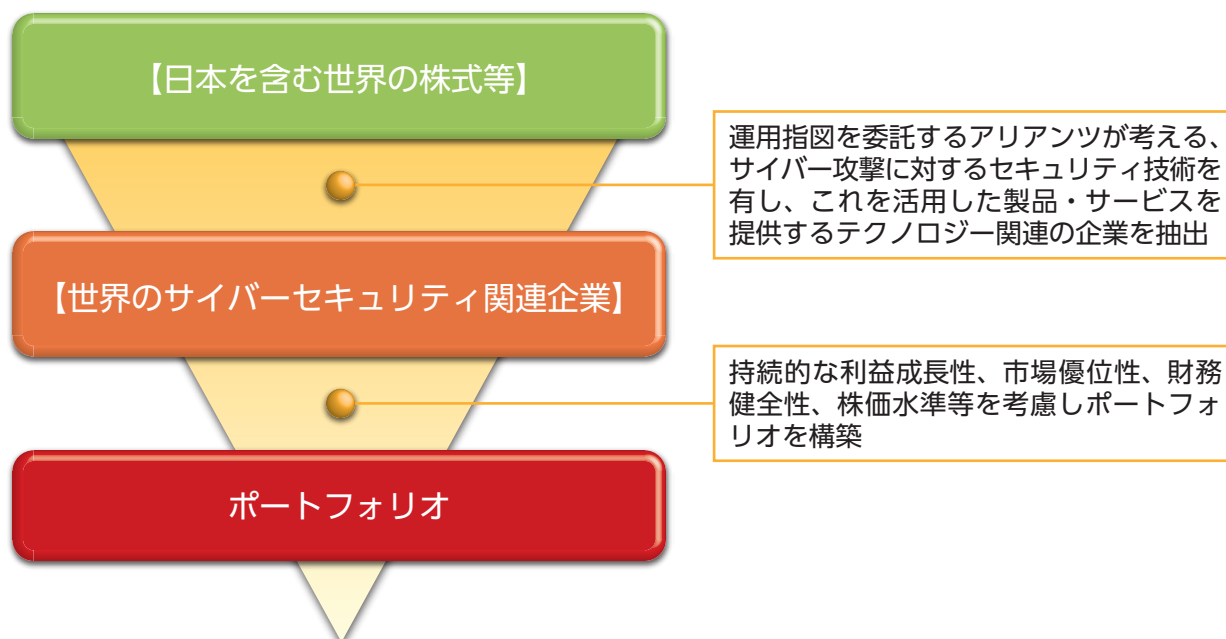 【日本を含む世界の株式等】
運用指図を委託するアリアンツが考える、
サイバー攻撃に対するセキュリティ技術を
有し、これを活用した製品・サービスを
提供するテクノロジー関連の企業を抽出
【世界のサイバーセキュリティ関連企業】
持続的な利益成長性、市場優位性、財務
健全性、株価水準等を考慮しポートフォ
リオを構築
ポートフォリオ